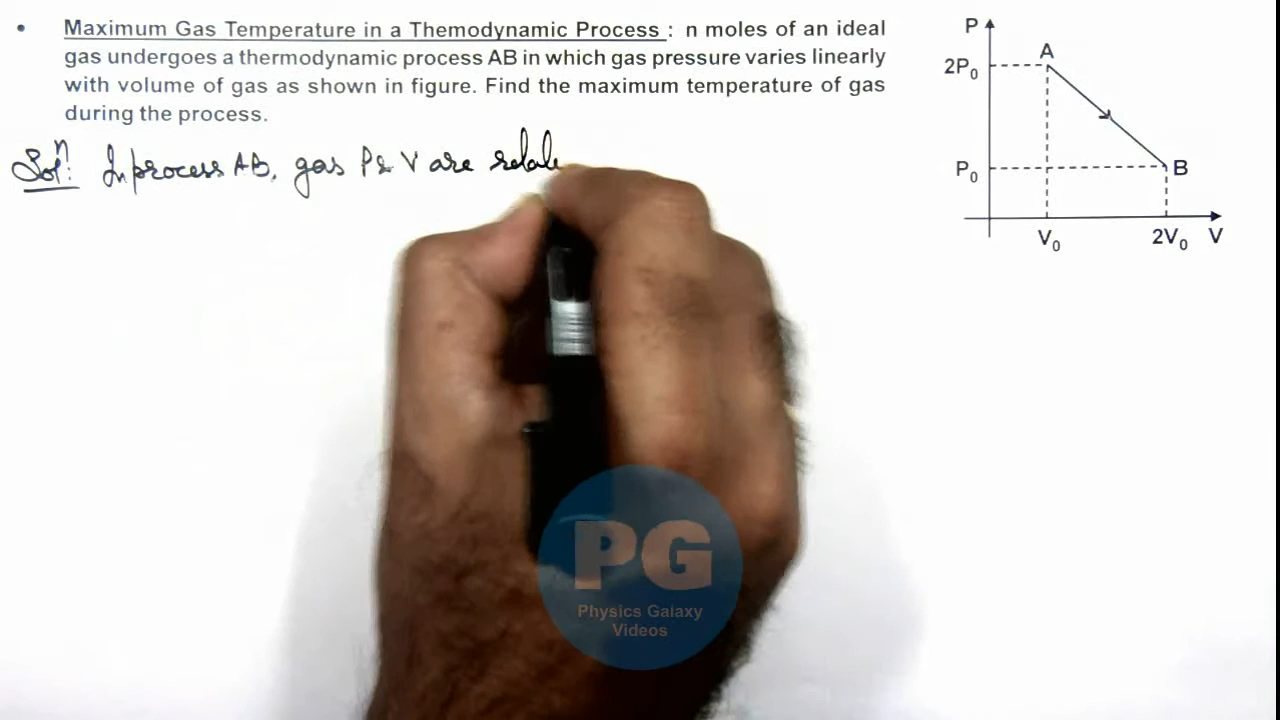 • Maximum Gas Temperature in a Themodynamic Process : n moles of an ideal
gas undergoes a thermodynamic process AB in which gas pressure varies linearly
with volume of gas as shown in figure. Find the maximum temperature of gas
during the process.
Solⁿ: In process AB, gas P & V are relate
P
A
2P₀
P₀
B
V₀
2V₀
V
PG
Physics Galaxy
Videos